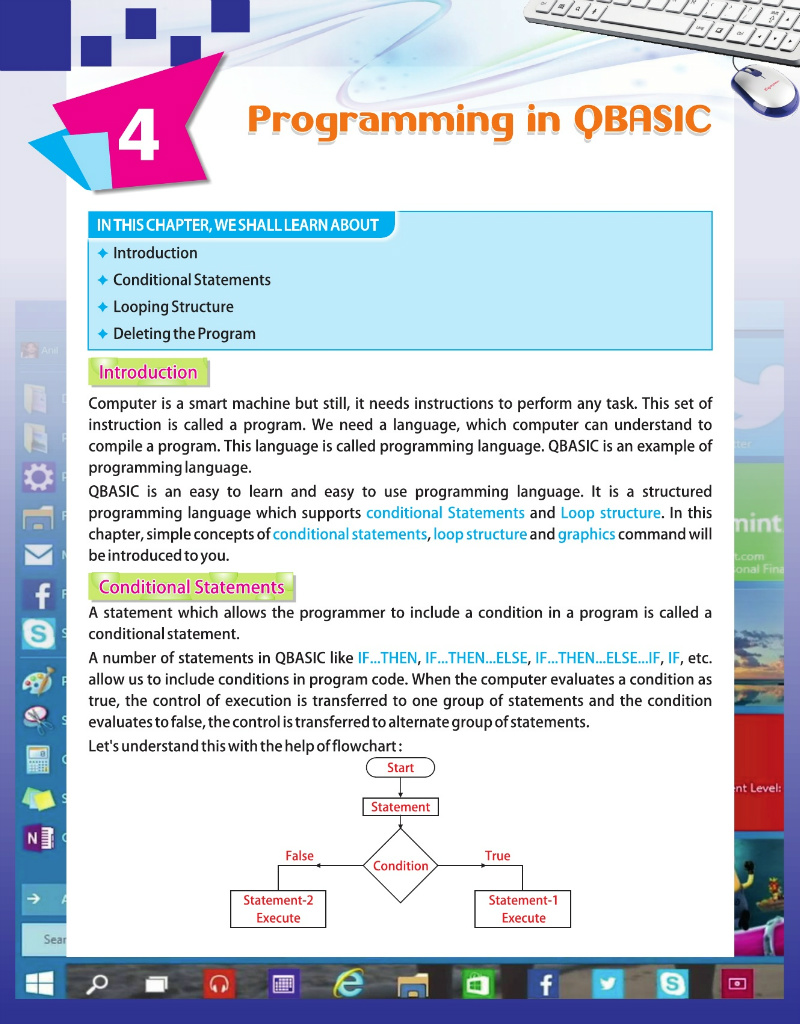 4
Programming in QBASIC
IN THIS CHAPTER, WE SHALL LEARN ABOUT
✦ Introduction
✦ Conditional Statements
✦ Looping Structure
✦ Deleting the Program
Introduction
Computer is a smart machine but still, it needs instructions to perform any task. This set of
instruction is called a program. We need a language, which computer can understand to
compile a program. This language is called programming language. QBASIC is an example of
programming language.
QBASIC is an easy to learn and easy to use programming language. It is a structured
programming language which supports conditional Statements and Loop structure. In this
chapter, simple concepts of conditional statements, loop structure and graphics command will
be introduced to you.
Conditional Statements
A statement which allows the programmer to include a condition in a program is called a
conditional statement.
A number of statements in QBASIC like IF...THEN, IF...THEN...ELSE, IF...THEN...ELSE...IF, IF, etc.
allow us to include conditions in program code. When the computer evaluates a condition as
true, the control of execution is transferred to one group of statements and the condition
evaluates to false, the control is transferred to alternate group of statements.
Let's understand this with the help of flowchart :
Start
Statement
False
Condition
True
Statement-2
Execute
Statement-1
Execute
mint
t.com
onal Fina
nt Level:
Sear